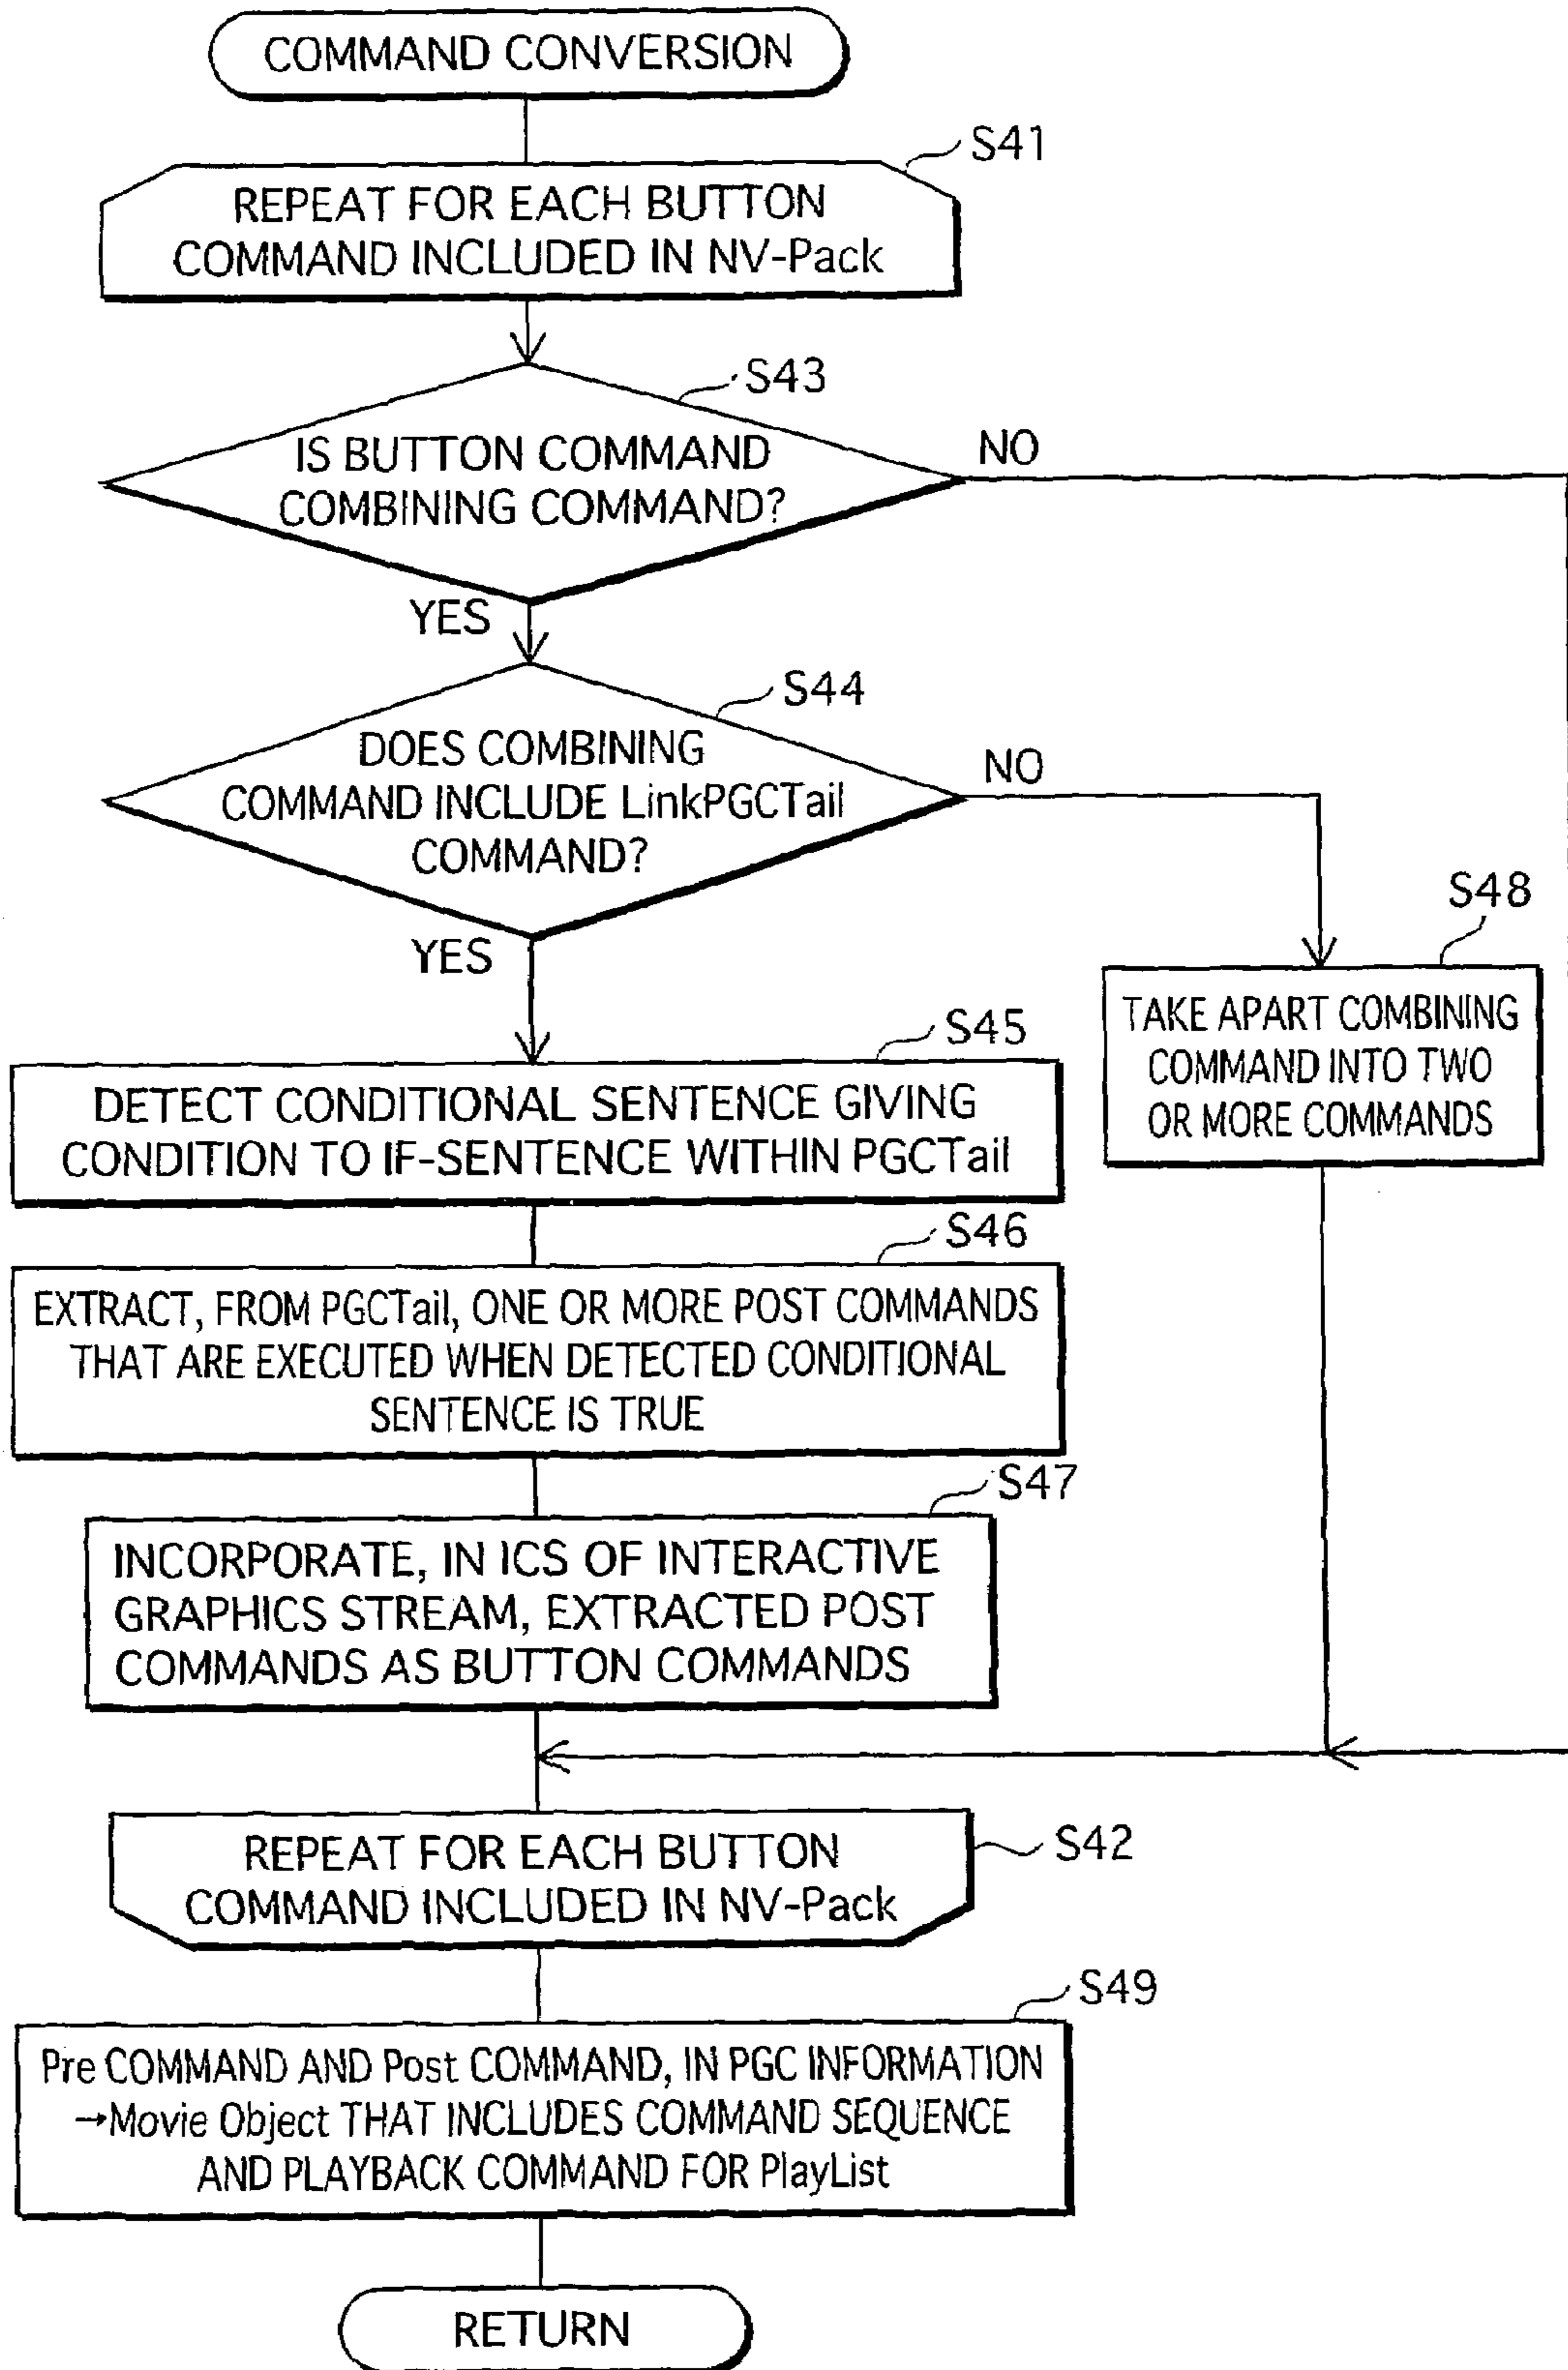 COMMAND CONVERSION
S41
REPEAT FOR EACH BUTTON
COMMAND INCLUDED IN NV-Pack
S43
IS BUTTON COMMAND
COMBINING COMMAND?
NO
YES
S44
DOES COMBINING
COMMAND INCLUDE LinkPGCTail
COMMAND?
NO
YES
S48
TAKE APART COMBINING
COMMAND INTO TWO
OR MORE COMMANDS
S45
DETECT CONDITIONAL SENTENCE GIVING
CONDITION TO IF-SENTENCE WITHIN PGCTail
S46
EXTRACT, FROM PGCTail, ONE OR MORE POST COMMANDS
THAT ARE EXECUTED WHEN DETECTED CONDITIONAL
SENTENCE IS TRUE
S47
INCORPORATE, IN ICS OF INTERACTIVE
GRAPHICS STREAM, EXTRACTED POST
COMMANDS AS BUTTON COMMANDS
S42
REPEAT FOR EACH BUTTON
COMMAND INCLUDED IN NV-Pack
S49
Pre COMMAND AND Post COMMAND, IN PGC INFORMATION
→Movie Object THAT INCLUDES COMMAND SEQUENCE
AND PLAYBACK COMMAND FOR PlayList
RETURN